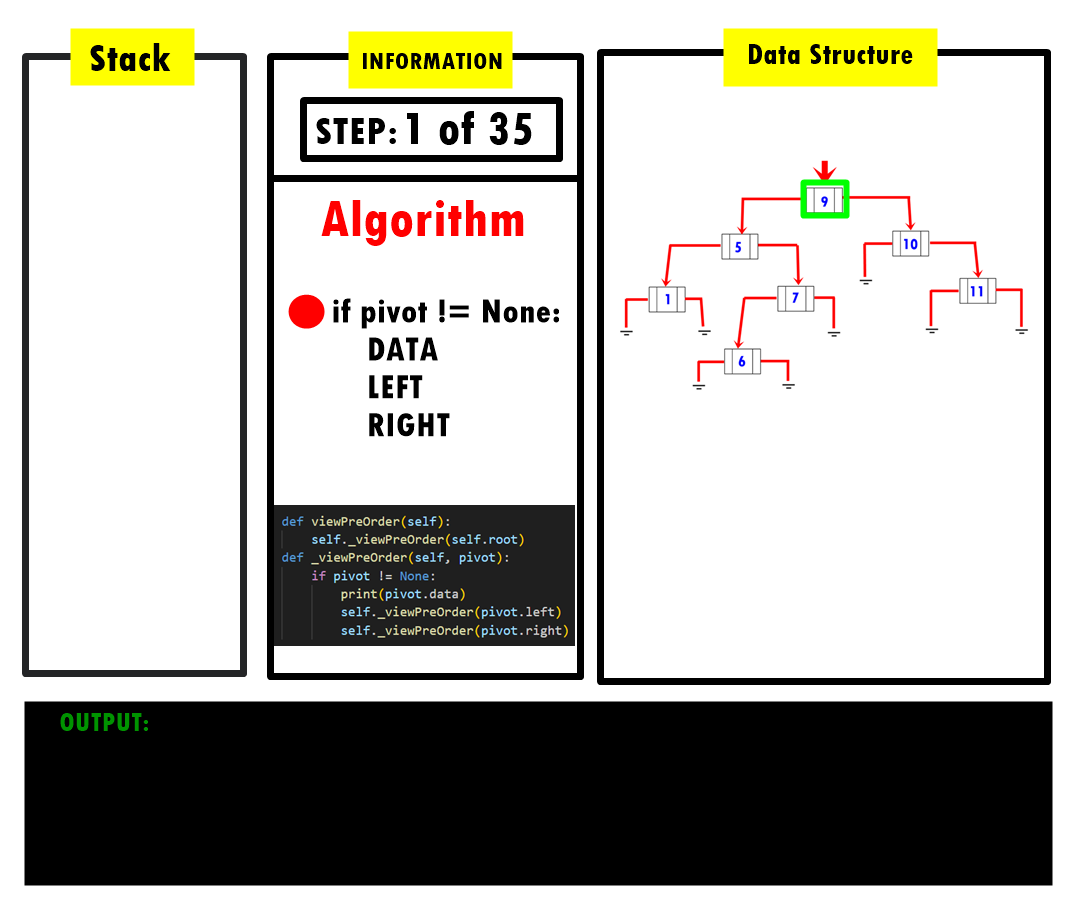 Stack
INFORMATION
STEP: 1 of 35
Algorithm
if pivot != None:
DATA
LEFT
RIGHT
def viewPreOrder(self):
self._viewPreOrder(self.root)
def _viewPreOrder(self, pivot):
if pivot != None:
print(pivot.data)
self._viewPreOrder(pivot.left)
self._viewPreOrder(pivot.right)
Data Structure
9
5
10
1
7
11
6
OUTPUT: